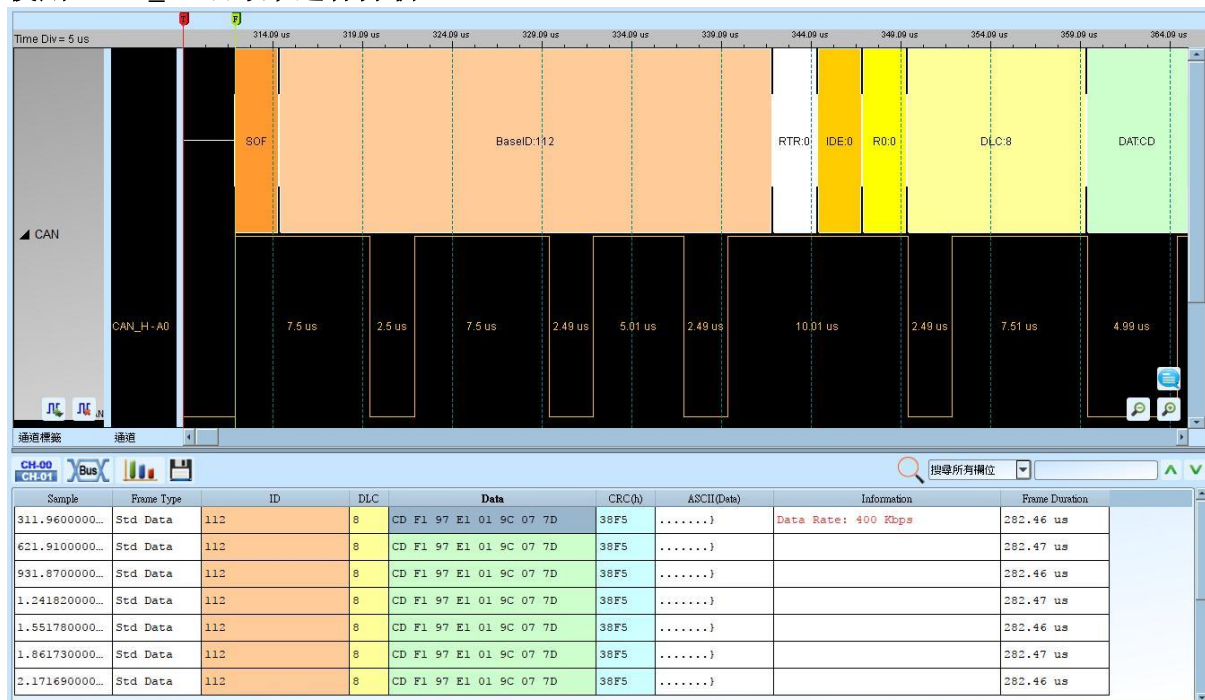 Time Div = 5 us
T
F
314.09 us 319.09 us 324.09 us 329.09 us 334.09 us 339.09 us 344.09 us 349.09 us 354.09 us 359.09 us 364.09 us
SOF BaseID:112 RTR:0 IDE:0 R0:0 DLC:8 DAT:CD
CAN
CAN_H - A0 7.5 us 2.5 us 7.5 us 2.49 us 5.01 us 2.49 us 10.01 us 2.49 us 7.51 us 4.99 us
通道標籤 通道
CH-00
CH-01
Bus
搜尋所有欄位
Sample Frame Type ID DLC Data CRC(h) ASCII(Data) Information Frame Duration
311.9600000... Std Data 112 8 CD F1 97 E1 01 9C 07 7D 38F5 .......} Data Rate: 400 Kbps 282.46 us
621.9100000... Std Data 112 8 CD F1 97 E1 01 9C 07 7D 38F5 .......} 282.47 us
931.8700000... Std Data 112 8 CD F1 97 E1 01 9C 07 7D 38F5 .......} 282.46 us
1.241820000... Std Data 112 8 CD F1 97 E1 01 9C 07 7D 38F5 .......} 282.47 us
1.551780000... Std Data 112 8 CD F1 97 E1 01 9C 07 7D 38F5 .......} 282.46 us
1.861730000... Std Data 112 8 CD F1 97 E1 01 9C 07 7D 38F5 .......} 282.47 us
2.171690000... Std Data 112 8 CD F1 97 E1 01 9C 07 7D 38F5 .......} 282.46 us